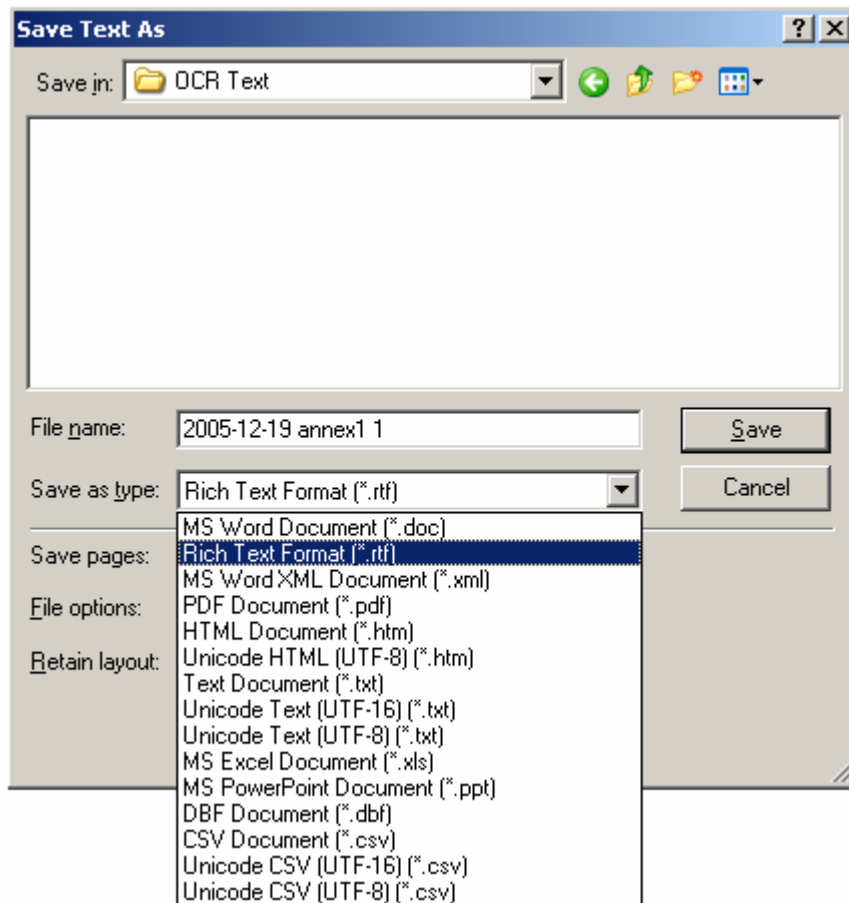 Save Text As
Save in: OCR Text
File name: 2005-12-19 annex1 1 Save
Save as type: Rich Text Format (*.rtf) Cancel
MS Word Document (*.doc)
Save pages: Rich Text Format (*.rtf)
MS Word XML Document (*.xml)
File options: PDF Document (*.pdf)
HTML Document (*.htm)
Retain layout: Unicode HTML (UTF-8) (*.htm)
Text Document (*.txt)
Unicode Text (UTF-16) (*.txt)
Unicode Text (UTF-8) (*.txt)
MS Excel Document (*.xls)
MS PowerPoint Document (*.ppt)
DBF Document (*.dbf)
CSV Document (*.csv)
Unicode CSV (UTF-16) (*.csv)
Unicode CSV (UTF-8) (*.csv)